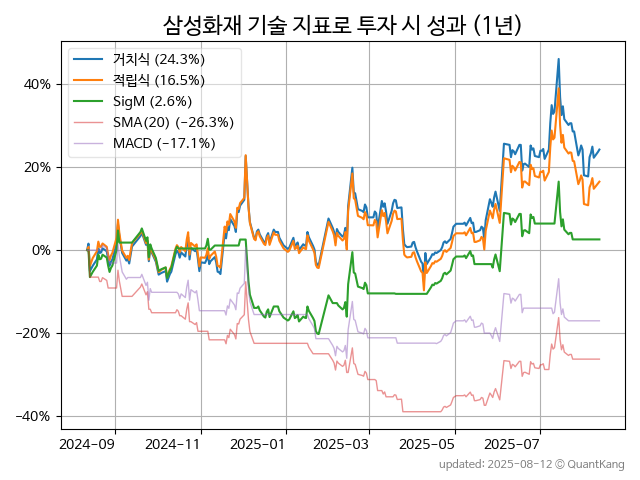 삼성화재 기술 지표로 투자 시 성과 (1년)
거치식 (24.3%)
적립식 (16.5%)
SigM (2.6%)
SMA(20) (−26.3%)
MACD (−17.1%)
40%
20%
0%
−20%
−40%
2024-09 2024-11 2025-01 2025-03 2025-05 2025-07
updated: 2025-08-12 © QuantKang